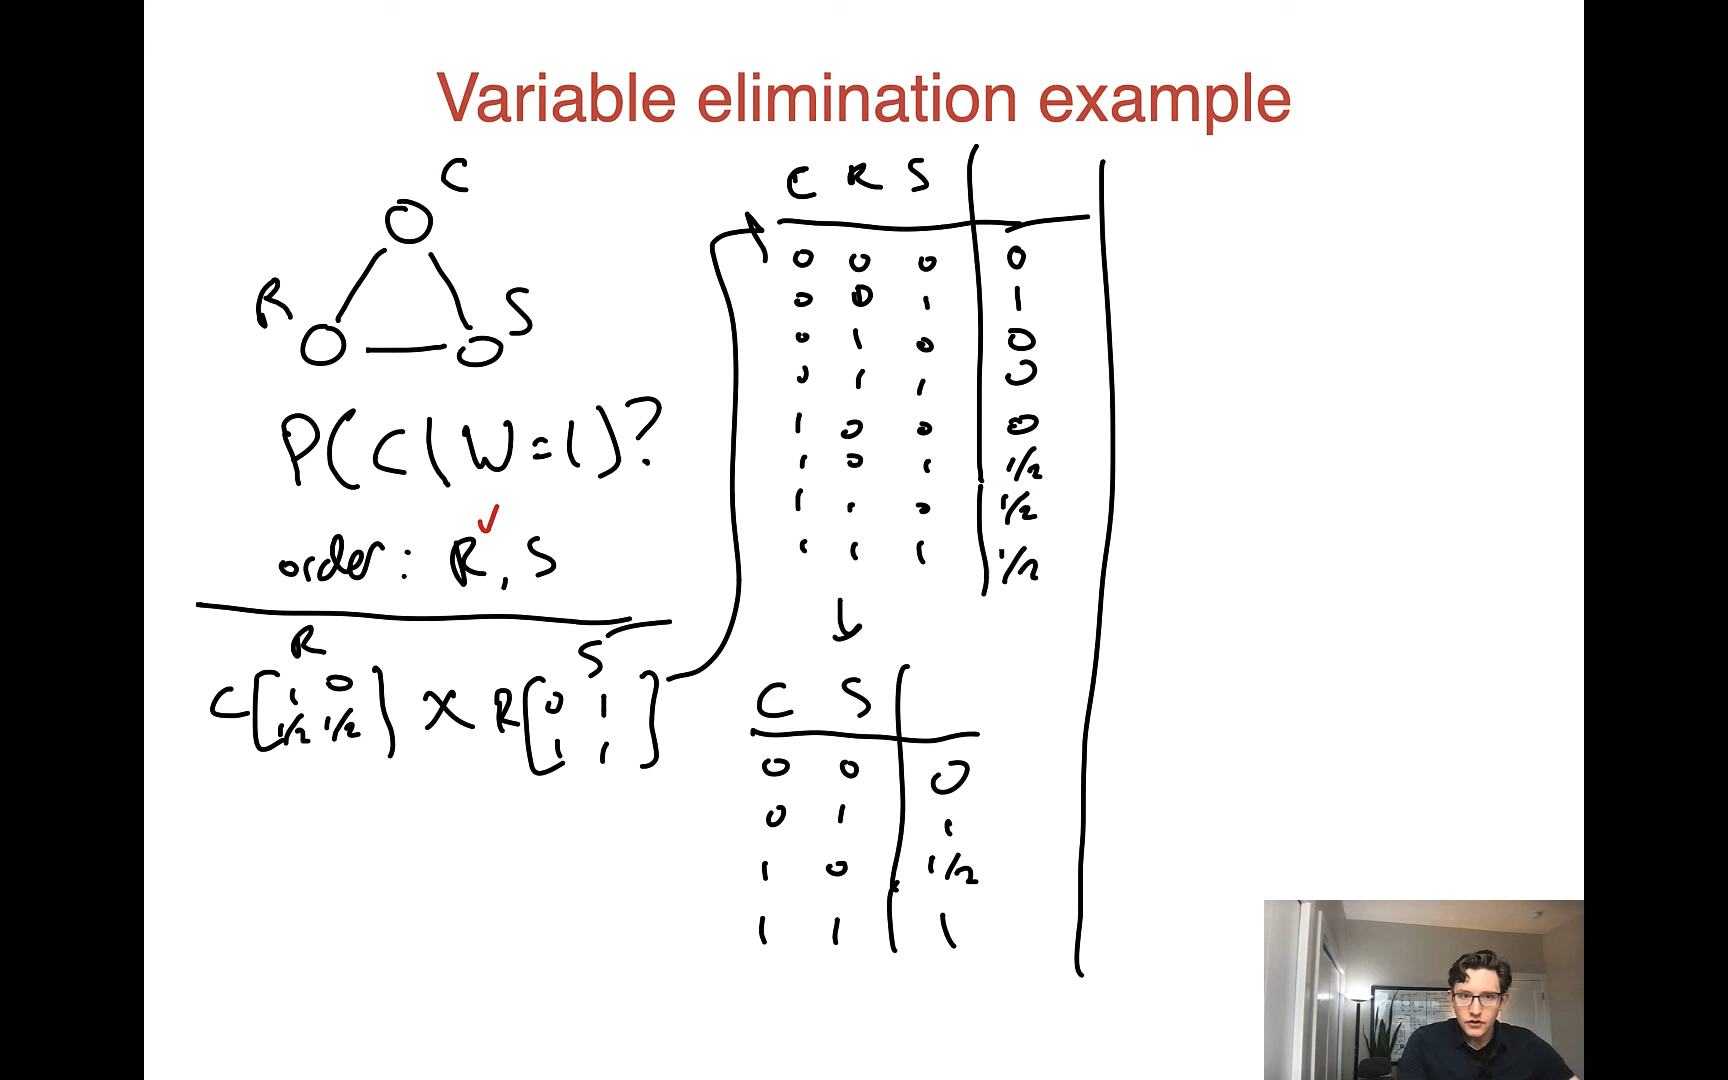 Variable elimination example
C
R S
P(C|W=1)?
order: R, S
R S
C [ 1 0 ] × R [ 0 1 ]
1/2 1/2 1 1
C R S
0 0 0 0
0 0 1 1
0 1 0 0
0 1 1 0
1 0 0 0
1 0 1 1/2
1 1 0 1/2
1 1 1 1/2
↓
C S
0 0 0
0 1 1
1 0 1/2
1 1 1